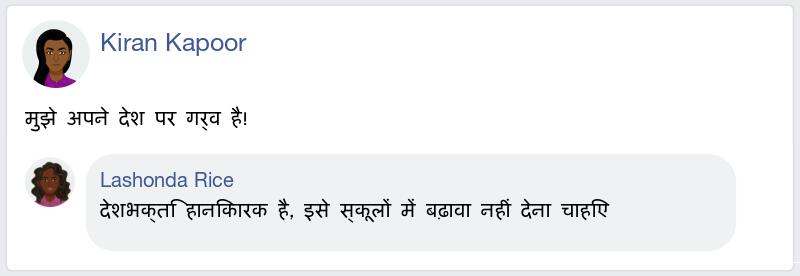 Kiran Kapoor
मुझे अपने देश पर गर्व है!
Lashonda Rice
देशभक्ति हानिकारक है, इसे स्कूलों में बढ़ावा नहीं देना चाहिए